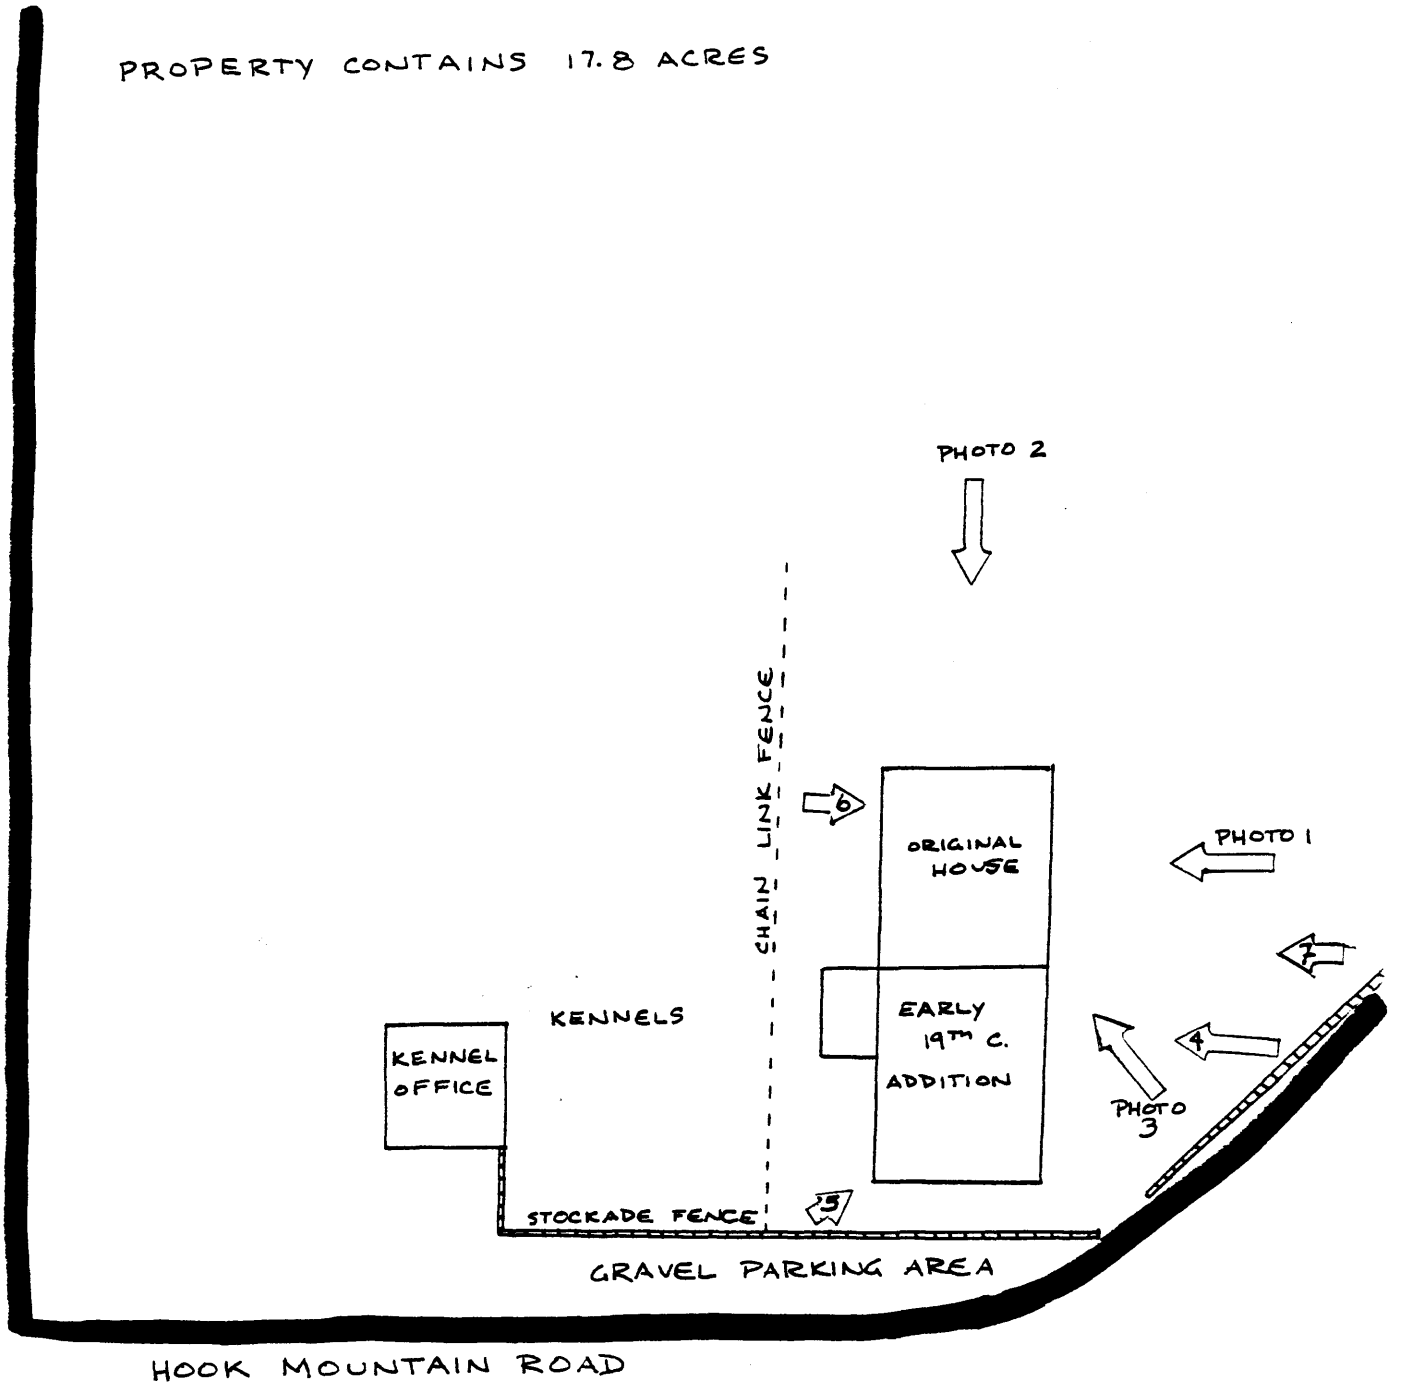 PROPERTY CONTAINS 17.8 ACRES
PHOTO 2
CHAIN LINK FENCE
6
ORIGINAL
HOUSE
PHOTO 1
7
KENNELS
EARLY
19TH C.
ADDITION
4
KENNEL
OFFICE
PHOTO
3
5
STOCKADE FENCE
GRAVEL PARKING AREA
HOOK MOUNTAIN ROAD